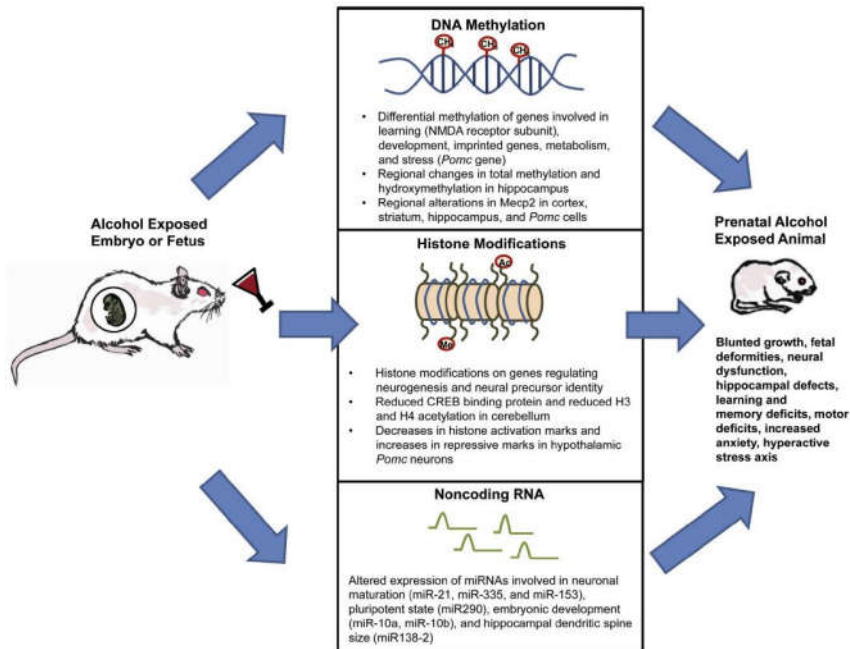 Alcohol Exposed
Embryo or Fetus
DNA Methylation
CH₃ CH₃ CH₃
• Differential methylation of genes involved in
learning (NMDA receptor subunit),
development, imprinted genes, metabolism,
and stress (Pomc gene)
• Regional changes in total methylation and
hydroxymethylation in hippocampus
• Regional alterations in Mecp2 in cortex,
striatum, hippocampus, and Pomc cells
Histone Modifications
Ac
Me
• Histone modifications on genes regulating
neurogenesis and neural precursor identity
• Reduced CREB binding protein and reduced H3
and H4 acetylation in cerebellum
• Decreases in histone activation marks and
increases in repressive marks in hypothalamic
Pomc neurons
Noncoding RNA
Altered expression of miRNAs involved in neuronal
maturation (miR-21, miR-335, and miR-153),
pluripotent state (miR290), embryonic development
(miR-10a, miR-10b), and hippocampal dendritic spine
size (miR138-2)
Prenatal Alcohol
Exposed Animal
Blunted growth, fetal
deformities, neural
dysfunction,
hippocampal defects,
learning and
memory deficits, motor
deficits, increased
anxiety, hyperactive
stress axis